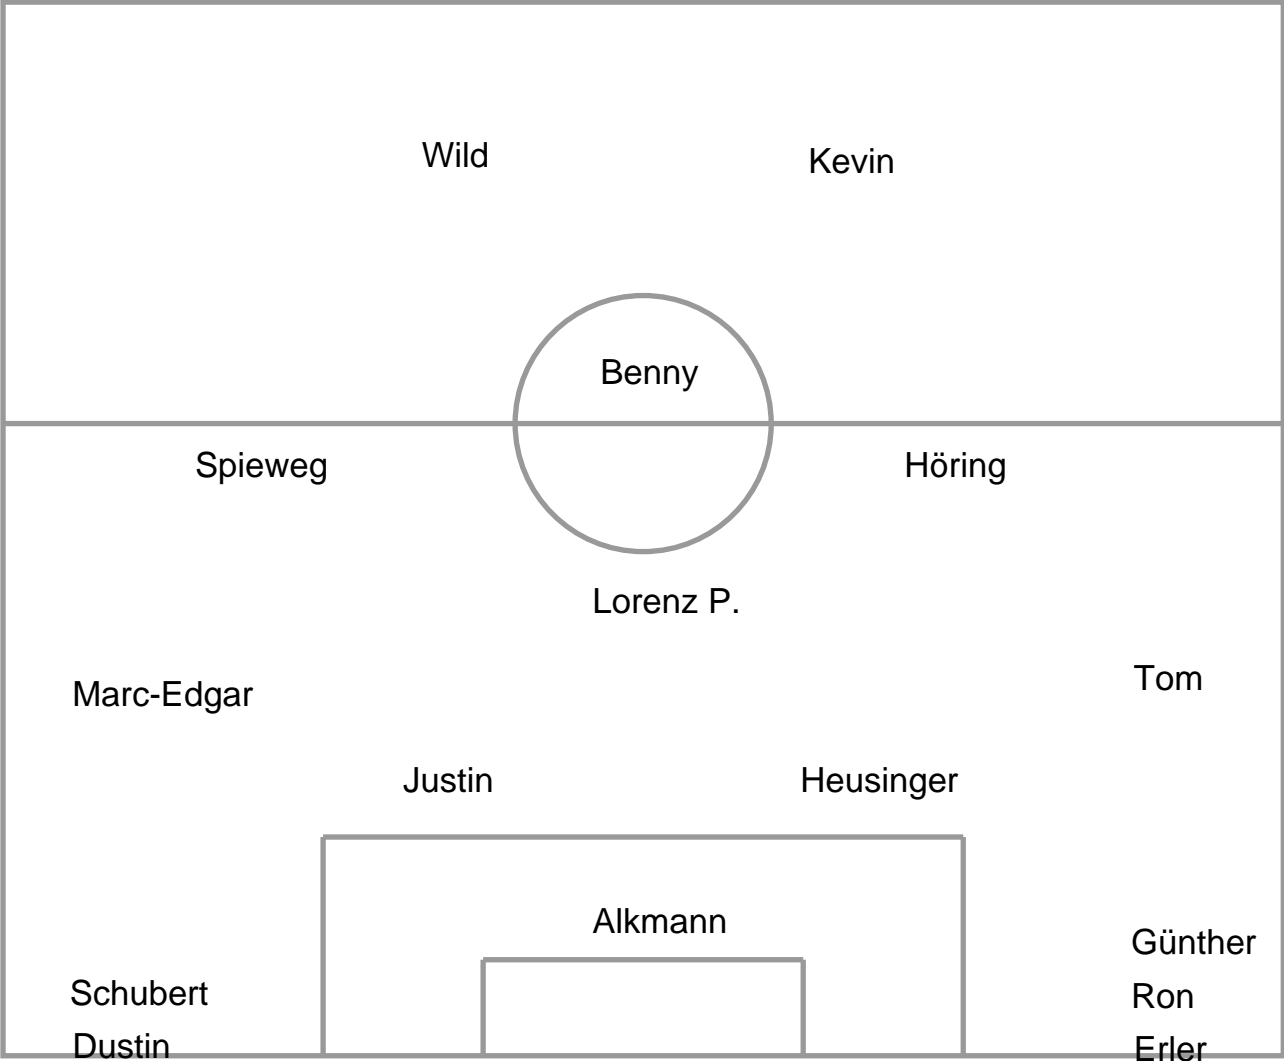 Wild
Kevin
Benny
Spieweg
Höring
Lorenz P.
Marc-Edgar
Tom
Justin
Heusinger
Alkmann
Günther
Schubert
Ron
Dustin
Erler